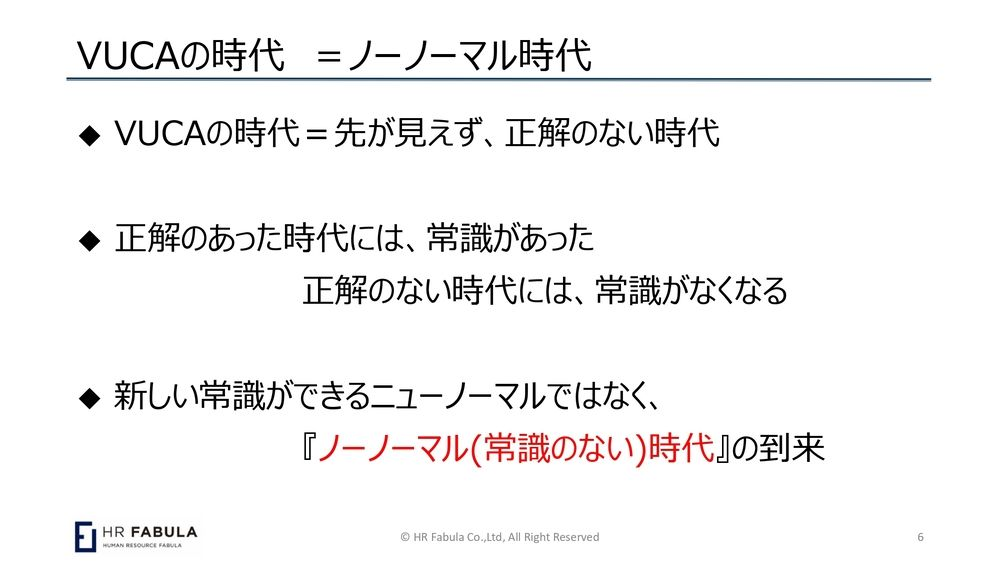 VUCAの時代 ＝ノーノーマル時代
◆ VUCAの時代＝先が見えず、正解のない時代
◆ 正解のあった時代には、常識があった
正解のない時代には、常識がなくなる
◆ 新しい常識ができるニューノーマルではなく、
『ノーノーマル(常識のない)時代』の到来
HR FABULA
HUMAN RESOURCE FABULA
© HR Fabula Co.,Ltd, All Right Reserved
6